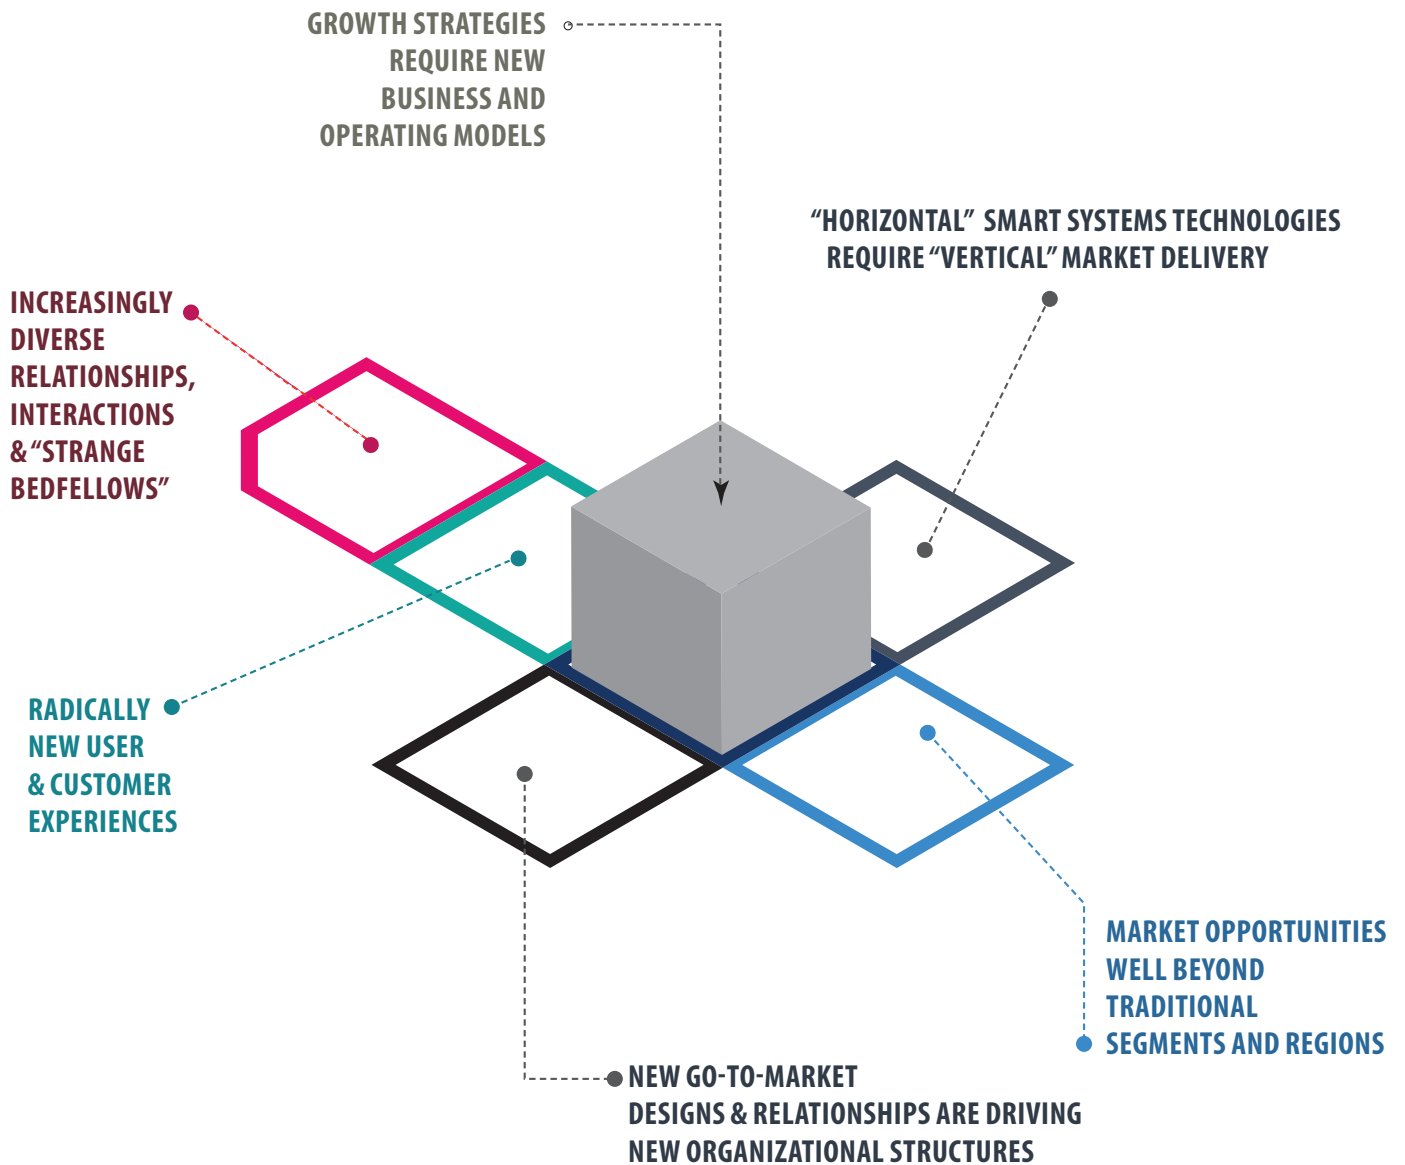 GROWTH STRATEGIES
REQUIRE NEW
BUSINESS AND
OPERATING MODELS
“HORIZONTAL” SMART SYSTEMS TECHNOLOGIES
REQUIRE “VERTICAL” MARKET DELIVERY
INCREASINGLY
DIVERSE
RELATIONSHIPS,
INTERACTIONS
& “STRANGE
BEDFELLOWS”
RADICALLY
NEW USER
& CUSTOMER
EXPERIENCES
MARKET OPPORTUNITIES
WELL BEYOND
TRADITIONAL
SEGMENTS AND REGIONS
NEW GO-TO-MARKET
DESIGNS & RELATIONSHIPS ARE DRIVING
NEW ORGANIZATIONAL STRUCTURES